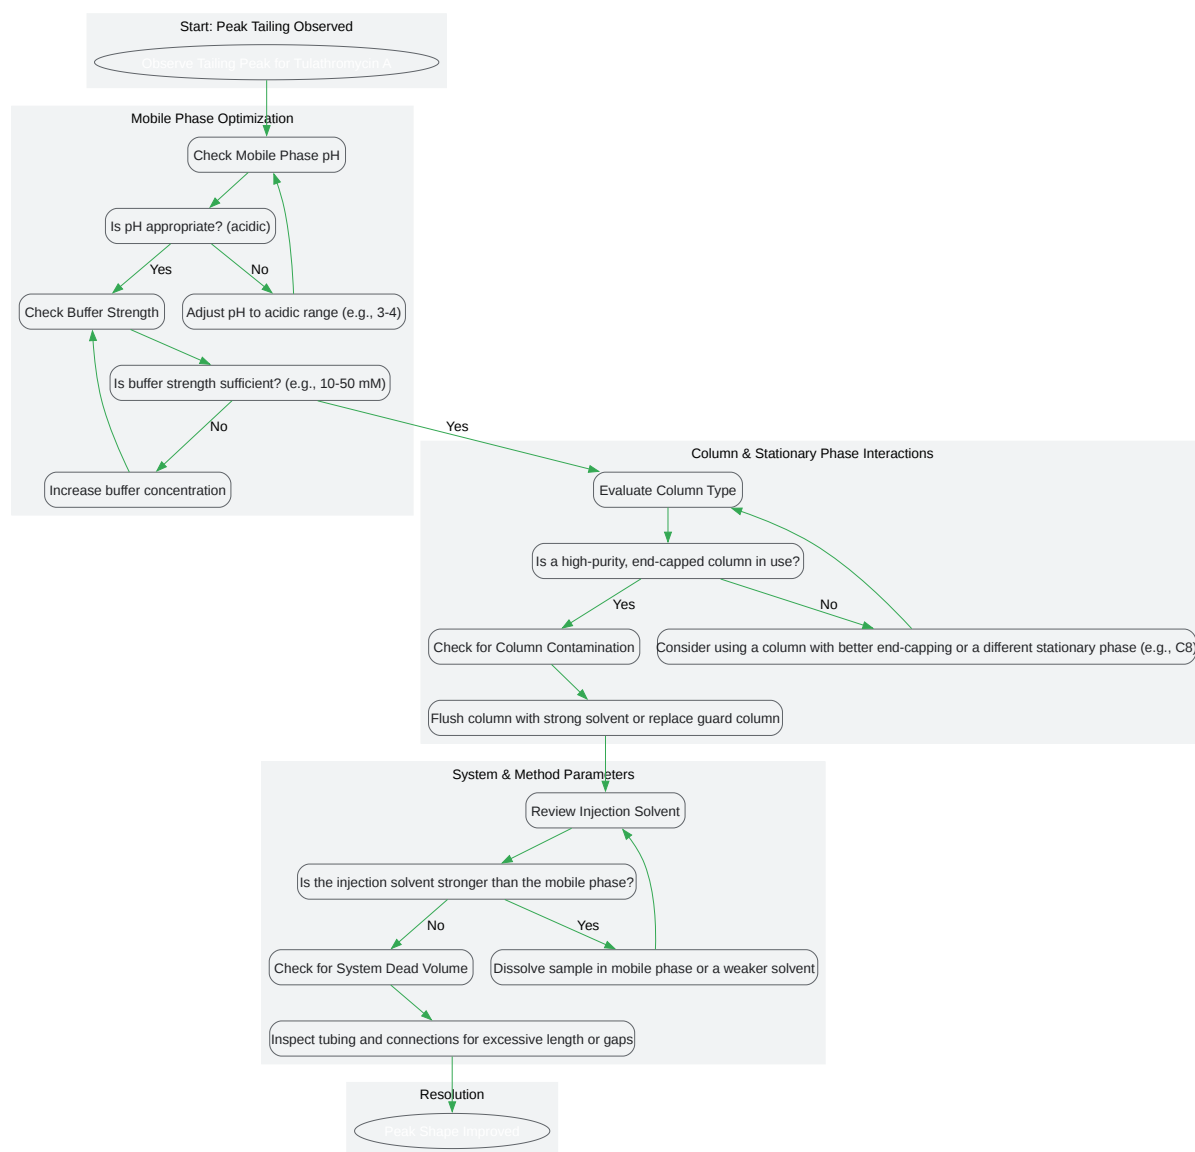 Start: Peak Tailing Observed
Observe Tailing Peak for Tulathromycin A
Mobile Phase Optimization
Check Mobile Phase pH
Is pH appropriate? (acidic)
Yes
No
Check Buffer Strength
Adjust pH to acidic range (e.g., 3-4)
Is buffer strength sufficient? (e.g., 10-50 mM)
No
Yes
Increase buffer concentration
Column & Stationary Phase Interactions
Evaluate Column Type
Is a high-purity, end-capped column in use?
Yes
No
Check for Column Contamination
Consider using a column with better end-capping or a different stationary phase (e.g., C8)
Flush column with strong solvent or replace guard column
System & Method Parameters
Review Injection Solvent
Is the injection solvent stronger than the mobile phase?
No
Yes
Check for System Dead Volume
Dissolve sample in mobile phase or a weaker solvent
Inspect tubing and connections for excessive length or gaps
Resolution
Peak Shape Improved